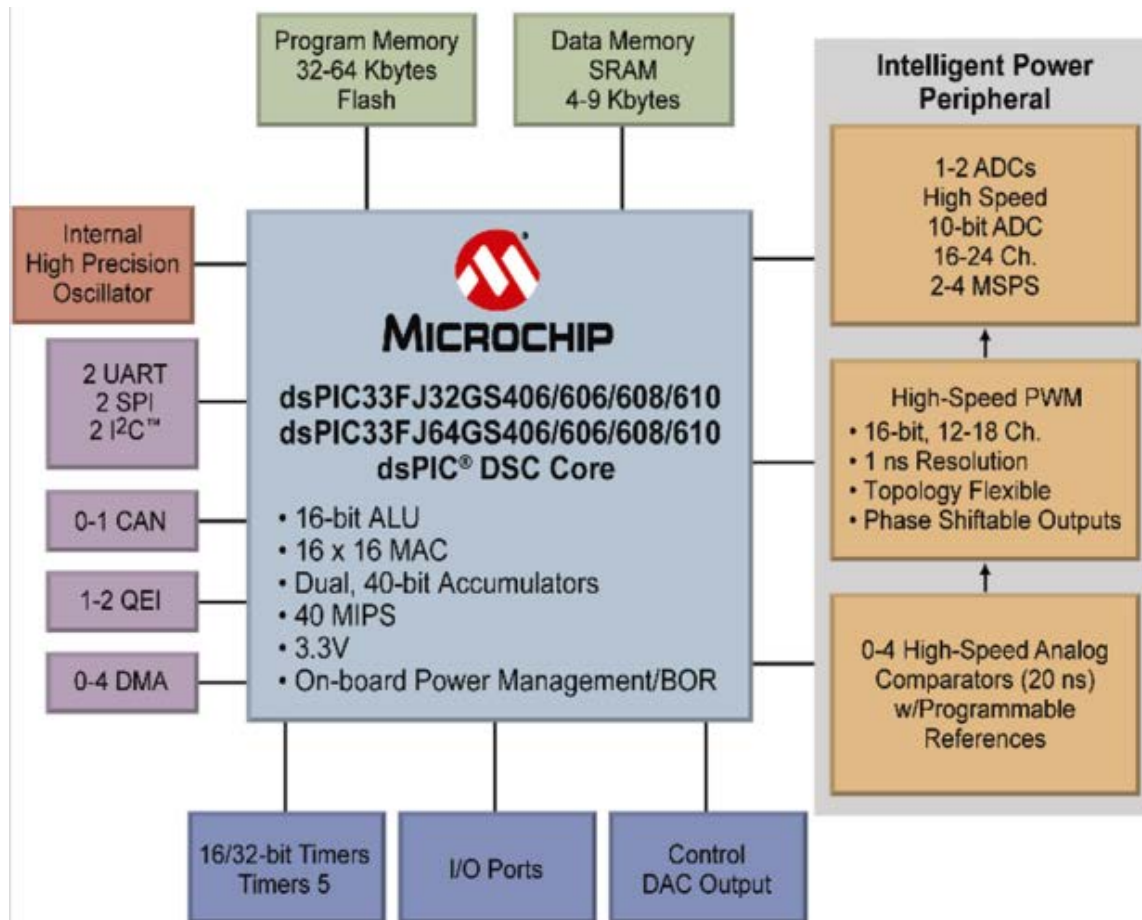 Program Memory
32-64 Kbytes
Flash
Data Memory
SRAM
4-9 Kbytes
Intelligent Power
Peripheral
1-2 ADCs
High Speed
10-bit ADC
16-24 Ch.
2-4 MSPS
Internal
High Precision
Oscillator
MICROCHIP
2 UART
2 SPI
2 I²C™
dsPIC33FJ32GS406/606/608/610
dsPIC33FJ64GS406/606/608/610
dsPIC® DSC Core
• 16-bit ALU
• 16 x 16 MAC
• Dual, 40-bit Accumulators
• 40 MIPS
• 3.3V
• On-board Power Management/BOR
High-Speed PWM
• 16-bit, 12-18 Ch.
• 1 ns Resolution
• Topology Flexible
• Phase Shiftable Outputs
0-1 CAN
1-2 QEI
0-4 DMA
0-4 High-Speed Analog
Comparators (20 ns)
w/Programmable
References
16/32-bit Timers
Timers 5
I/O Ports
Control
DAC Output